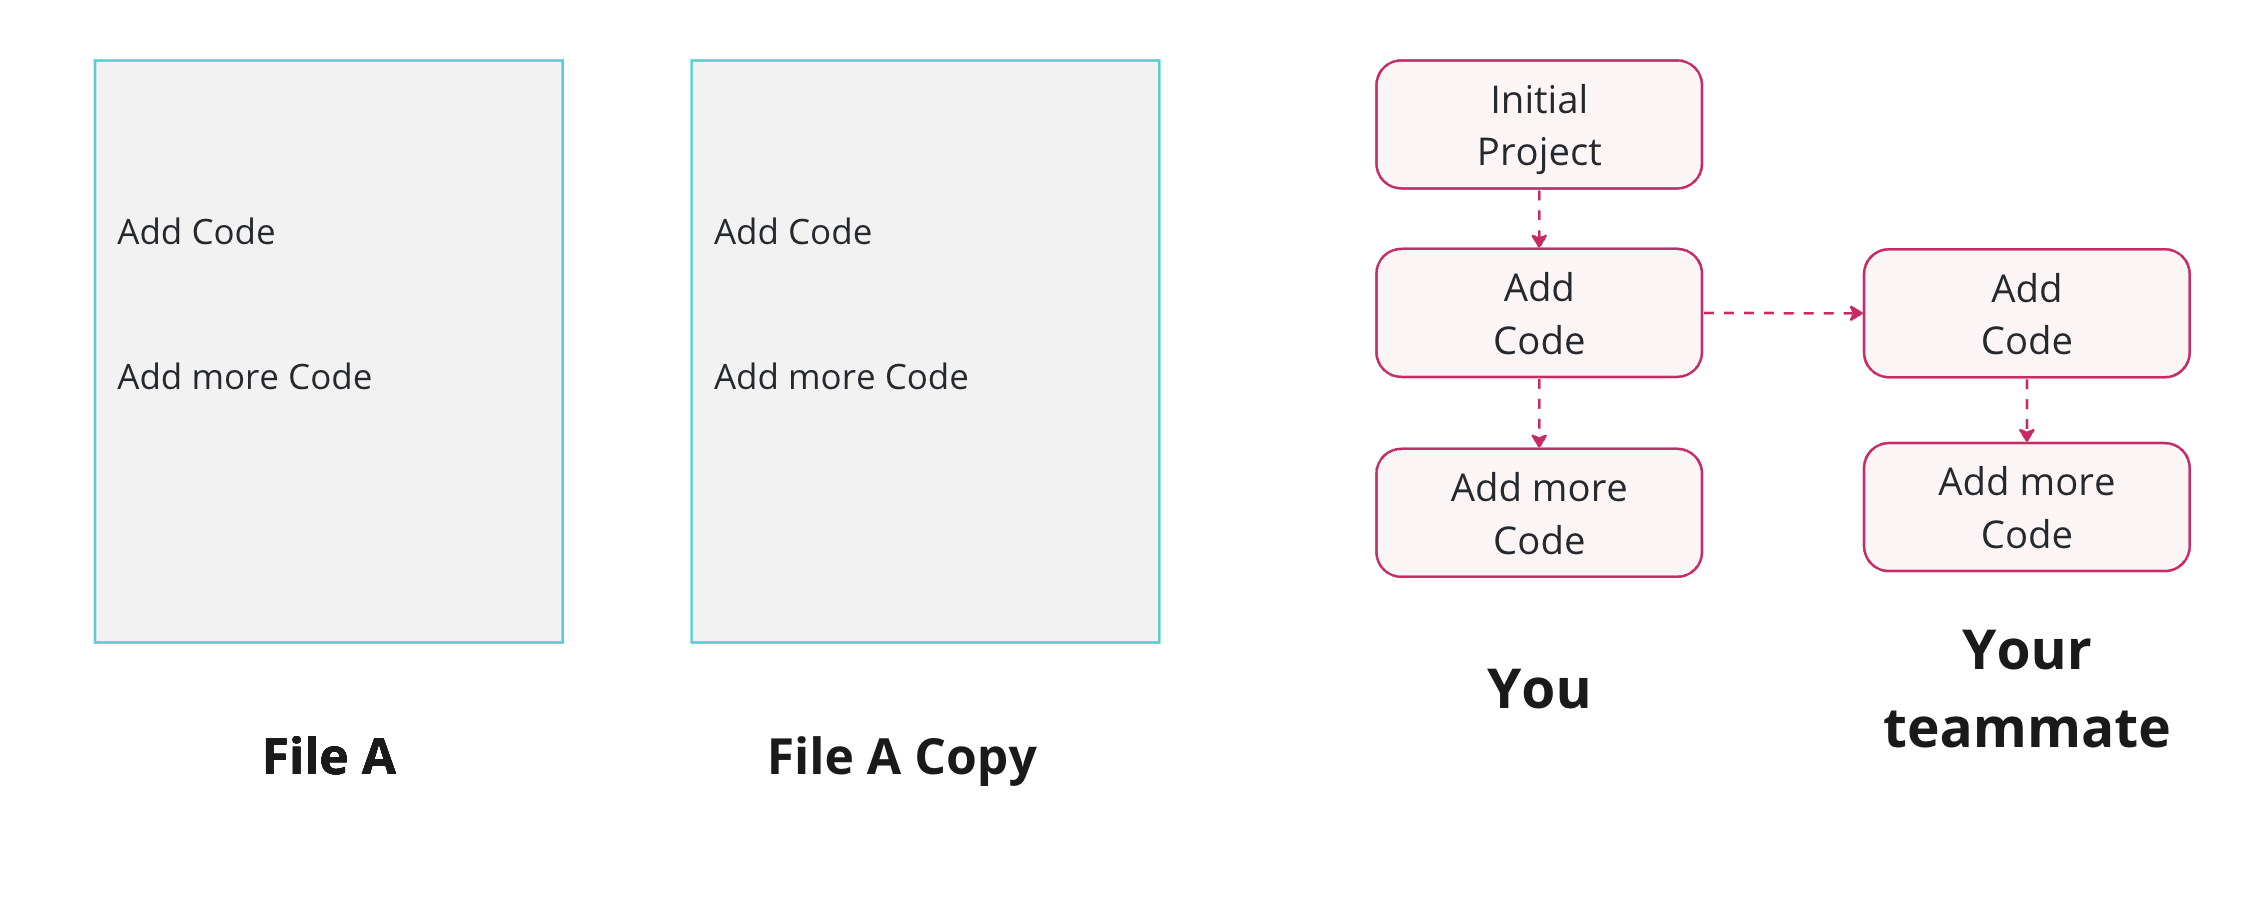 Add Code
Add more Code
File A
Add Code
Add more Code
File A Copy
Initial
Project
Add
Code
Add more
Code
You
Add
Code
Add more
Code
Your
teammate